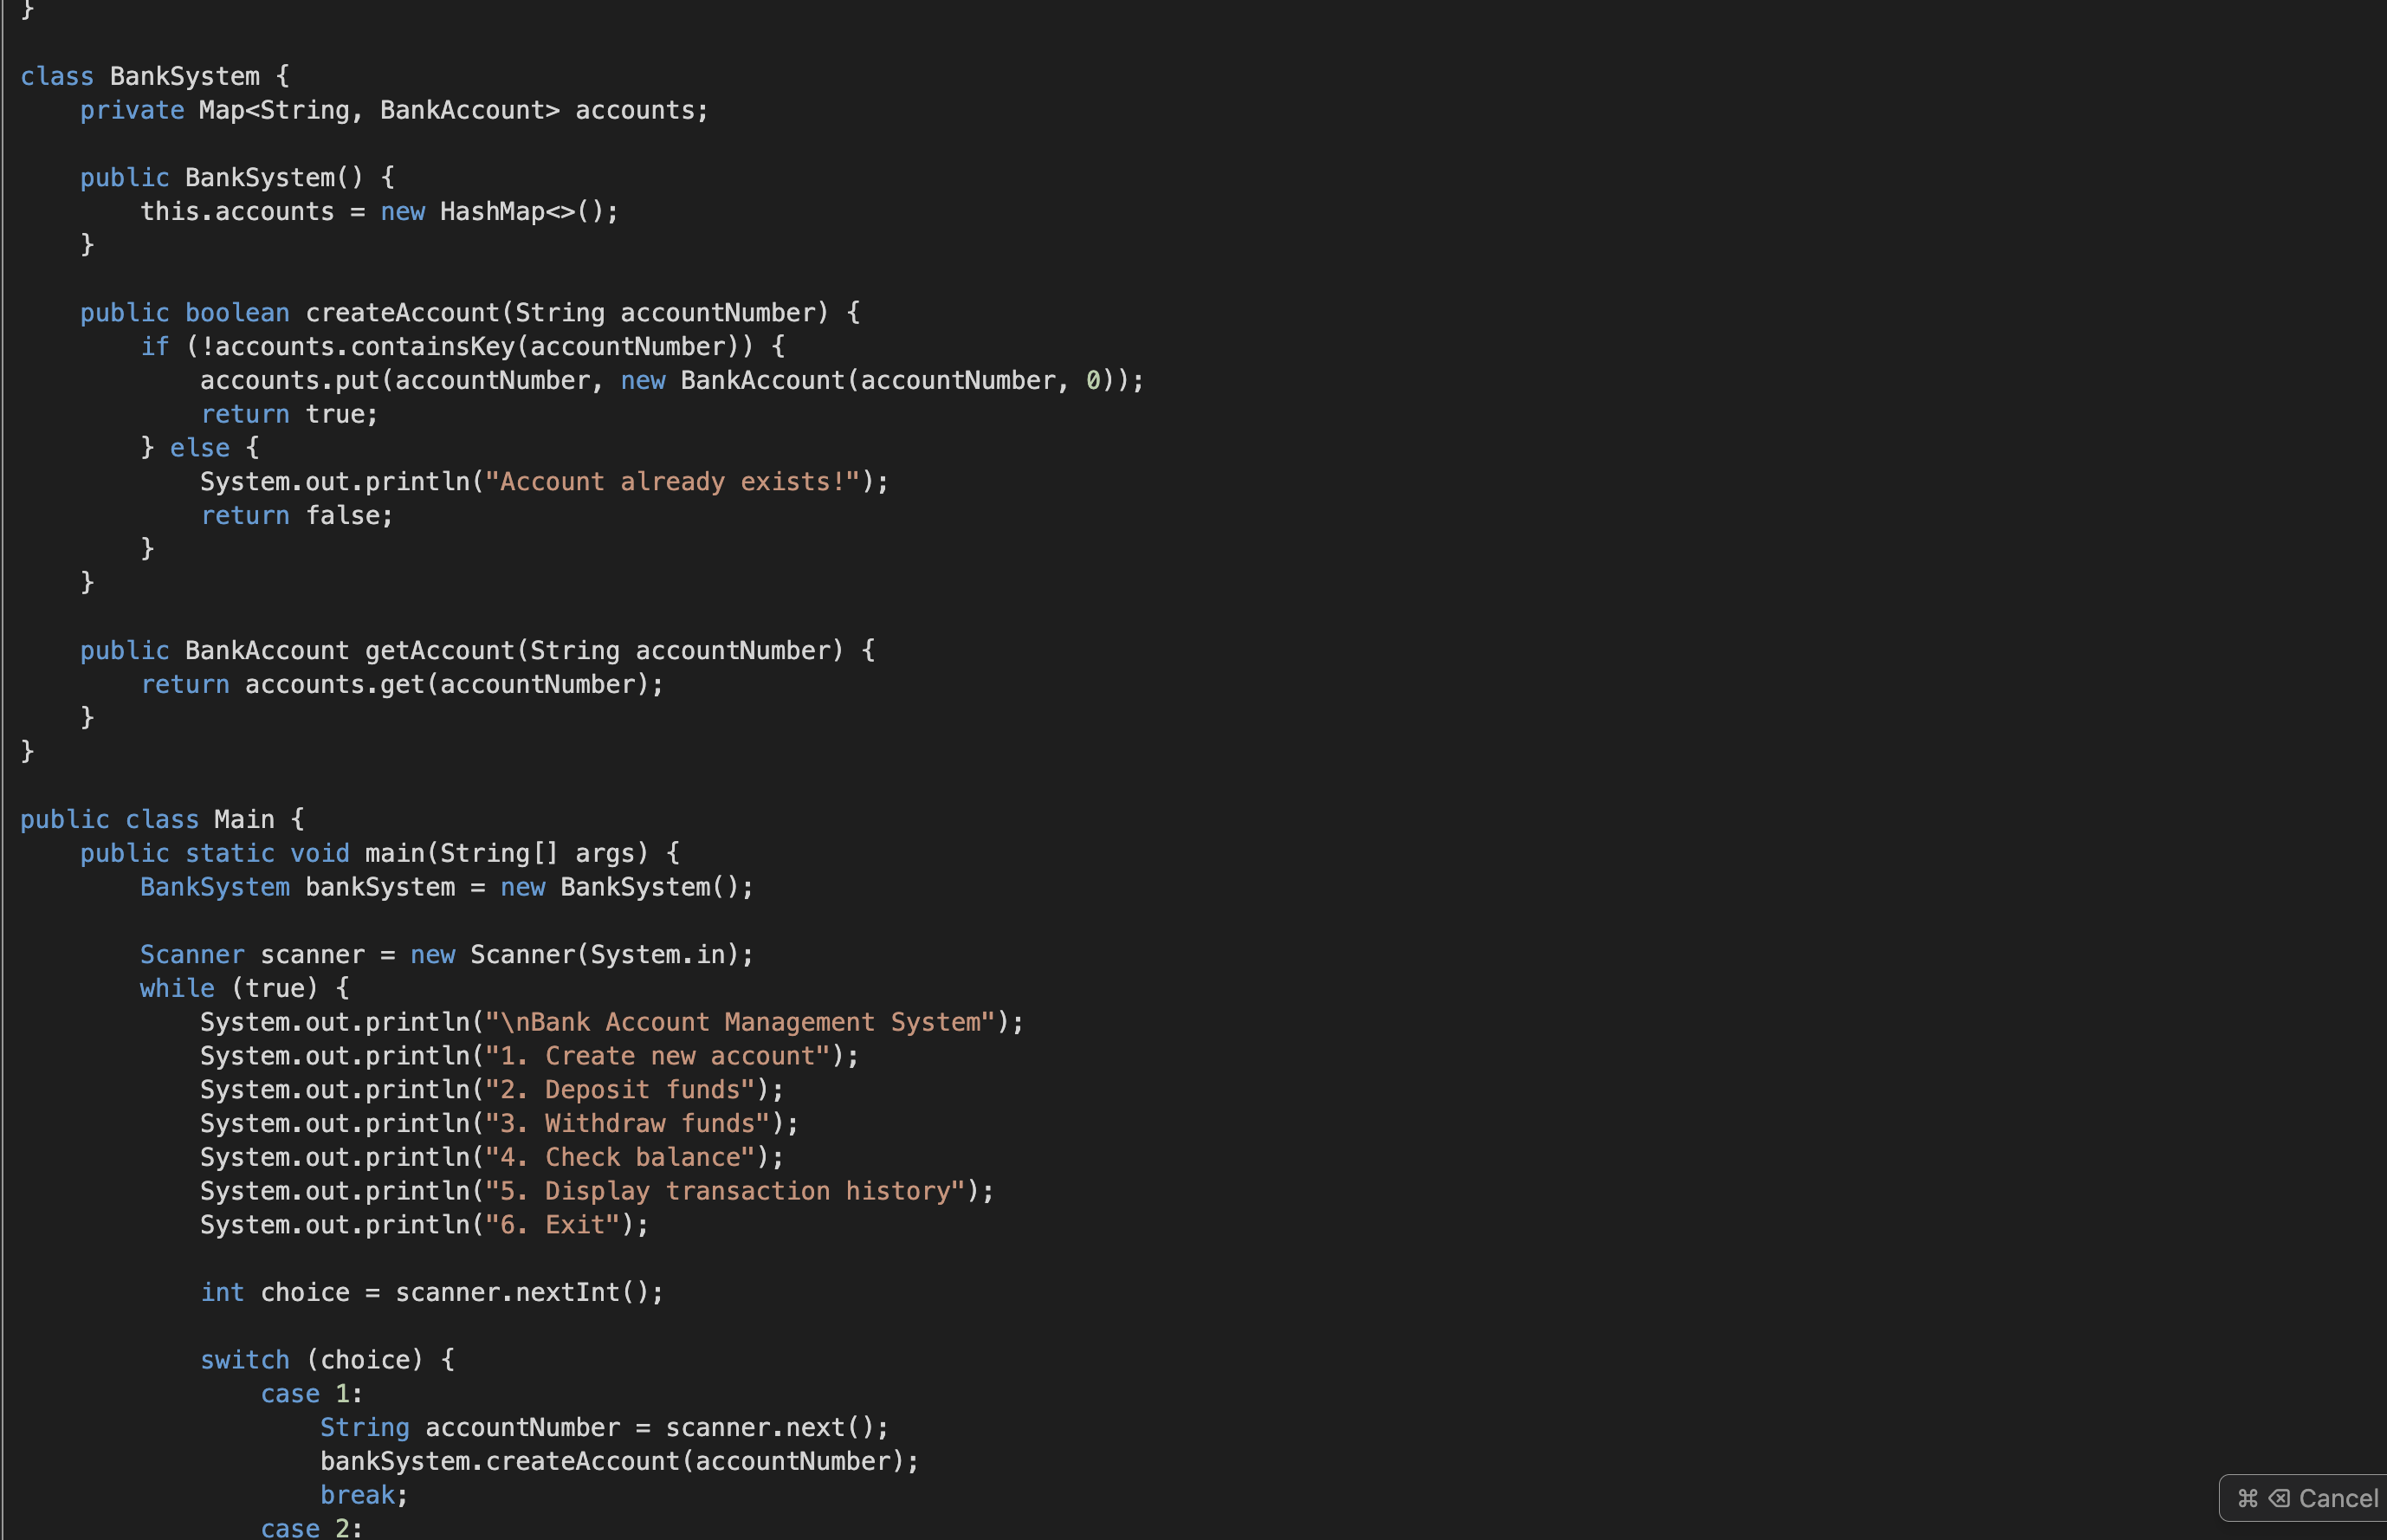 }
class BankSystem {
    private Map<String, BankAccount> accounts;

    public BankSystem() {
        this.accounts = new HashMap<>();
    }

    public boolean createAccount(String accountNumber) {
        if (!accounts.containsKey(accountNumber)) {
            accounts.put(accountNumber, new BankAccount(accountNumber, 0));
            return true;
        } else {
            System.out.println("Account already exists!");
            return false;
        }
    }

    public BankAccount getAccount(String accountNumber) {
        return accounts.get(accountNumber);
    }
}

public class Main {
    public static void main(String[] args) {
        BankSystem bankSystem = new BankSystem();

        Scanner scanner = new Scanner(System.in);
        while (true) {
            System.out.println("\nBank Account Management System");
            System.out.println("1. Create new account");
            System.out.println("2. Deposit funds");
            System.out.println("3. Withdraw funds");
            System.out.println("4. Check balance");
            System.out.println("5. Display transaction history");
            System.out.println("6. Exit");

            int choice = scanner.nextInt();

            switch (choice) {
                case 1:
                    String accountNumber = scanner.next();
                    bankSystem.createAccount(accountNumber);
                    break;
                case 2:
⌘ ⌫ Cancel